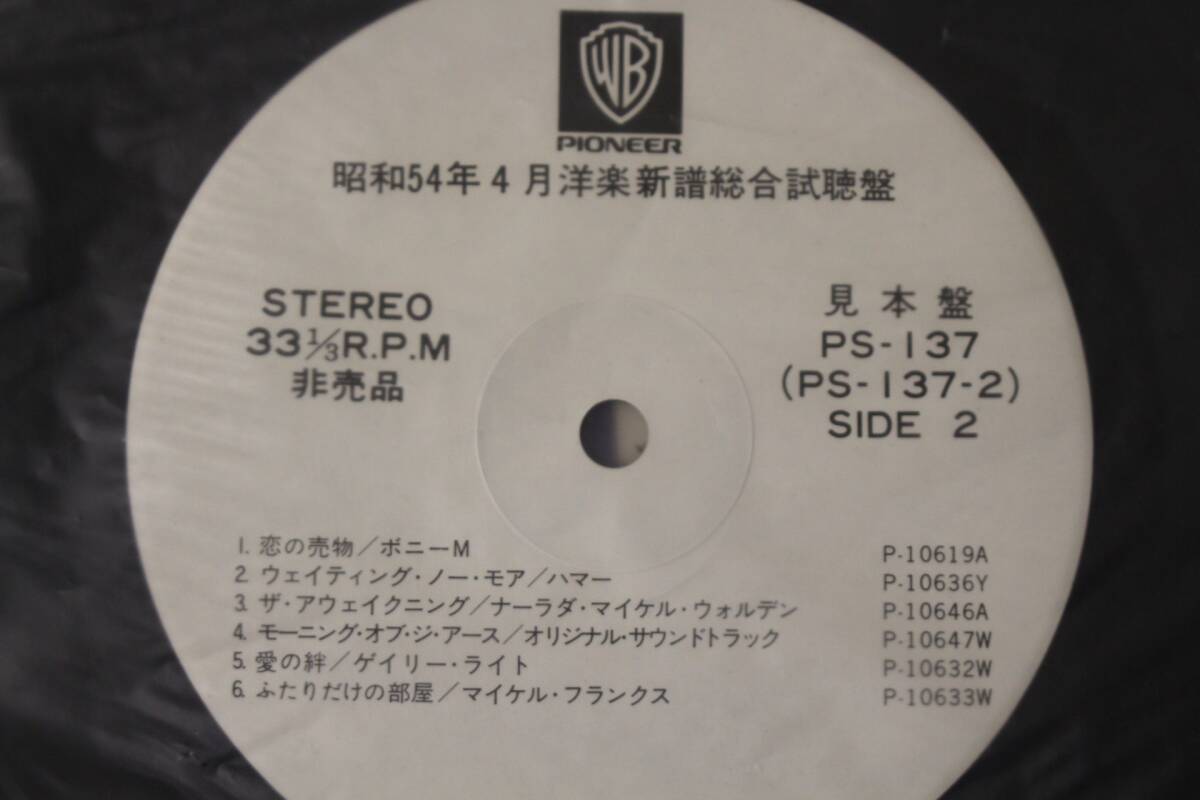 WB
PIONEER
昭和54年4月洋楽新譜総合試聴盤
STEREO
33⅓R.P.M
非売品
見本盤
PS-137
(PS-137-2)
SIDE 2
1. 恋の売物/ボニーM P-10619A
2. ウェイティング・ノー・モア/ハマー P-10636Y
3. ザ・アウェイクニング/ナーラダ・マイケル・ウォルデン P-10646A
4. モーニング・オブ・ジ・アース/オリジナル・サウンドトラック P-10647W
5. 愛の絆/ゲイリー・ライト P-10632W
6. ふたりだけの部屋/マイケル・フランクス P-10633W